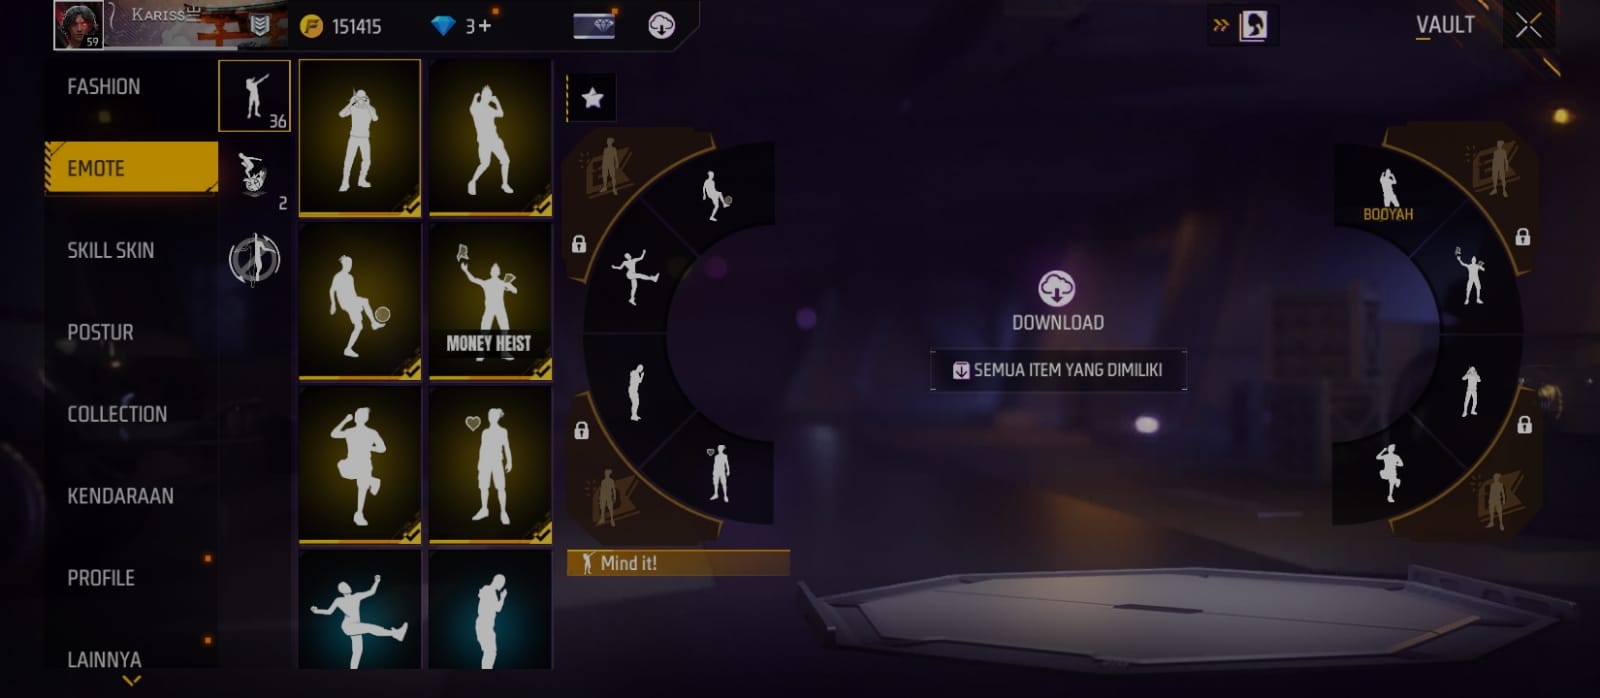 Kariss
59
151415
3+
VAULT
FASHION
EMOTE
SKILL SKIN
POSTUR
COLLECTION
KENDARAAN
PROFILE
LAINNYA
36
2
MONEY HEIST
BOOYAH
DOWNLOAD
SEMUA ITEM YANG DIMILIKI
Mind it!